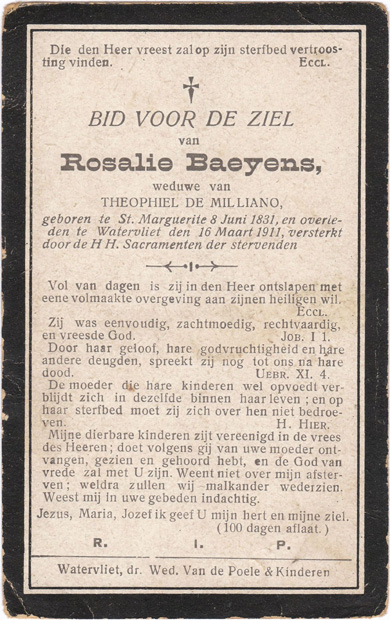 Die den Heer vreest zal op zijn sterfbed vertroos-
ting vinden. Eccl.
BID VOOR DE ZIEL
van
Rosalie Baeyens,
weduwe van
THEOPHIEL DE MILLIANO,
geboren te St. Marguerite 8 Juni 1831, en overle-
den te Watervliet den 16 Maart 1911, versterkt
door de HH. Sacramenten der stervenden
Vol van dagen is zij in den Heer ontslapen met
eene volmaakte overgeving aan zijnen heiligen wil.
Eccl.
Zij was eenvoudig, zachtmoedig, rechtvaardig,
en vreesde God. Job. I 1.
Door haar geloof, hare godvruchtigheid en hare
andere deugden, spreekt zij nog tot ons na hare
dood. Uebr. XI. 4.
De moeder die hare kinderen wel opvoedt ver-
blijdt zich in dezelfde binnen haar leven; en op
haar sterfbed moet zij zich over hen niet bedroe-
ven. H. Hier.
Mijne dierbare kinderen zijt vereenigd in de vrees
des Heeren; doet volgens gij van uwe moeder ont-
vangen, gezien en gehoord hebt, en de God van
vrede zal met U zijn. Weent niet over mijn afster-
ven; weldra zullen wij malkander wederzien.
Weest mij in uwe gebeden indachtig.
Jezus, Maria, Jozef ik geef U mijn hert en mijne ziel.
(100 dagen aflaat.)
R. I. P.
Watervliet, dr. Wed. Van de Poele & Kinderen